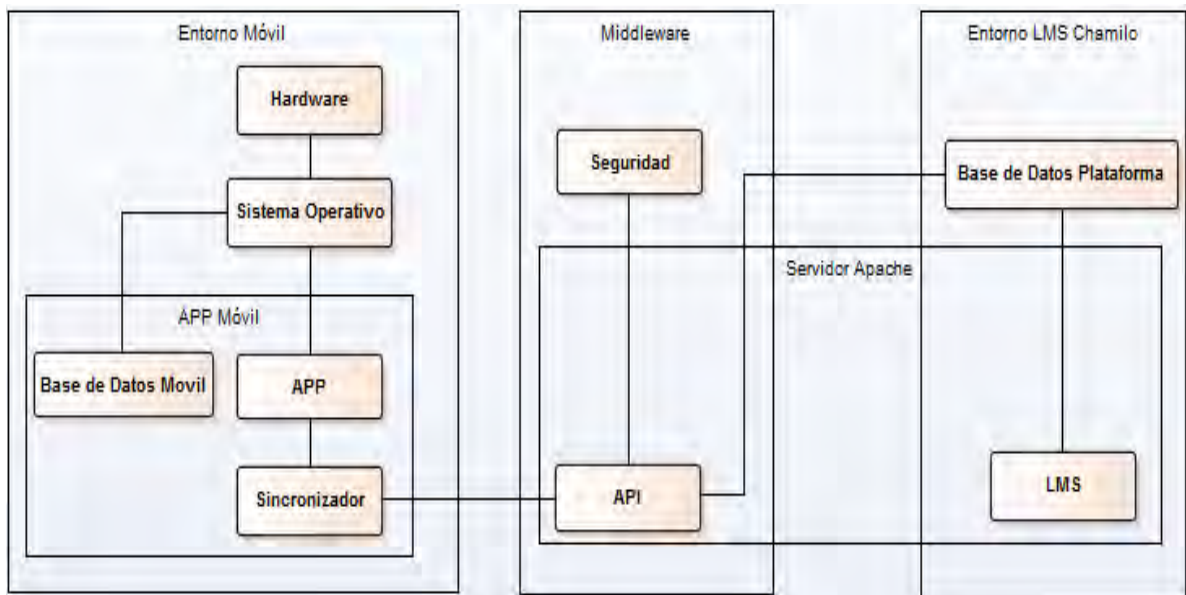 Entorno Móvil
Hardware
Sistema Operativo
APP Móvil
Base de Datos Movil
APP
Sincronizador
Middleware
Seguridad
Servidor Apache
API
Entorno LMS Chamilo
Base de Datos Plataforma
LMS